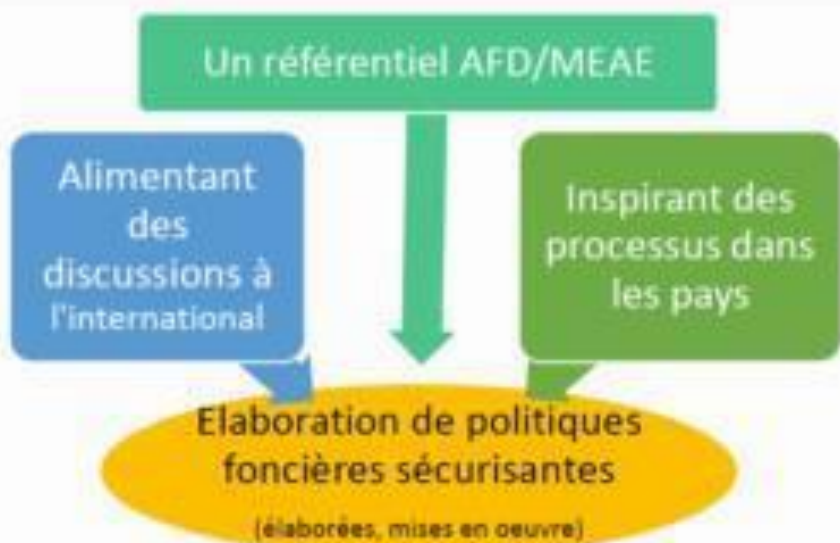 Un référentiel AFD/MEAE
Alimentant
des
discussions à
l'international
Inspirant des
processus dans
les pays
Elaboration de politiques
foncières sécurisantes
(élaborées, mises en oeuvre)